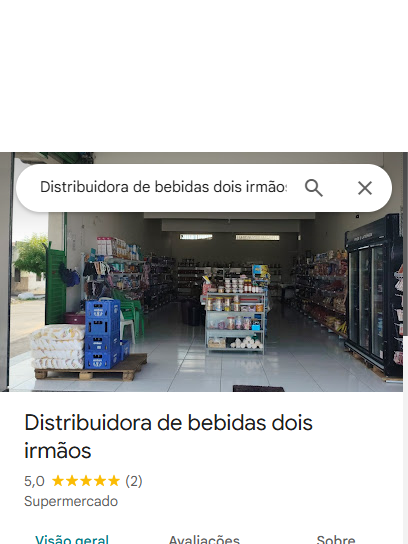 Distribuidora de bebidas dois irmãos
Distribuidora de bebidas dois
irmãos
5,0 (2)
Supermercado
Visão geral Avaliações Sobre